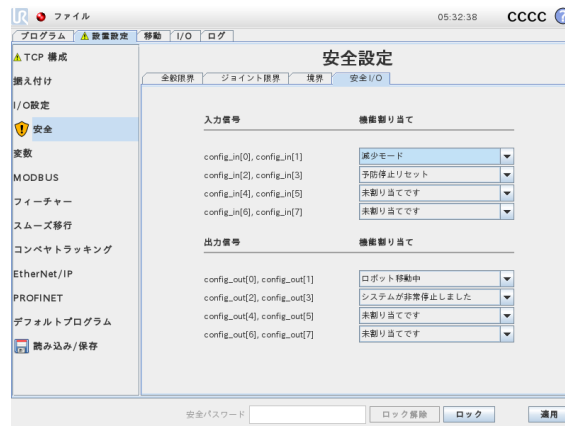 UR ファイル 05:32:38 CCCC ?
プログラム 設置設定 移動 I/O ログ
TCP 構成
据え付け
I/O設定
安全
変数
MODBUS
フィーチャー
スムーズ移行
コンベヤトラッキング
EtherNet/IP
PROFINET
デフォルトプログラム
読み込み/保存
安全設定
全般限界 ジョイント限界 境界 安全I/O
入力信号 機能割り当て
config_in[0], config_in[1] 減少モード
config_in[2], config_in[3] 予防停止リセット
config_in[4], config_in[5] 未割り当てです
config_in[6], config_in[7] 未割り当てです
出力信号 機能割り当て
config_out[0], config_out[1] ロボット移動中
config_out[2], config_out[3] システムが非常停止しました
config_out[4], config_out[5] 未割り当てです
config_out[6], config_out[7] 未割り当てです
安全パスワード ロック解除 ロック 適用